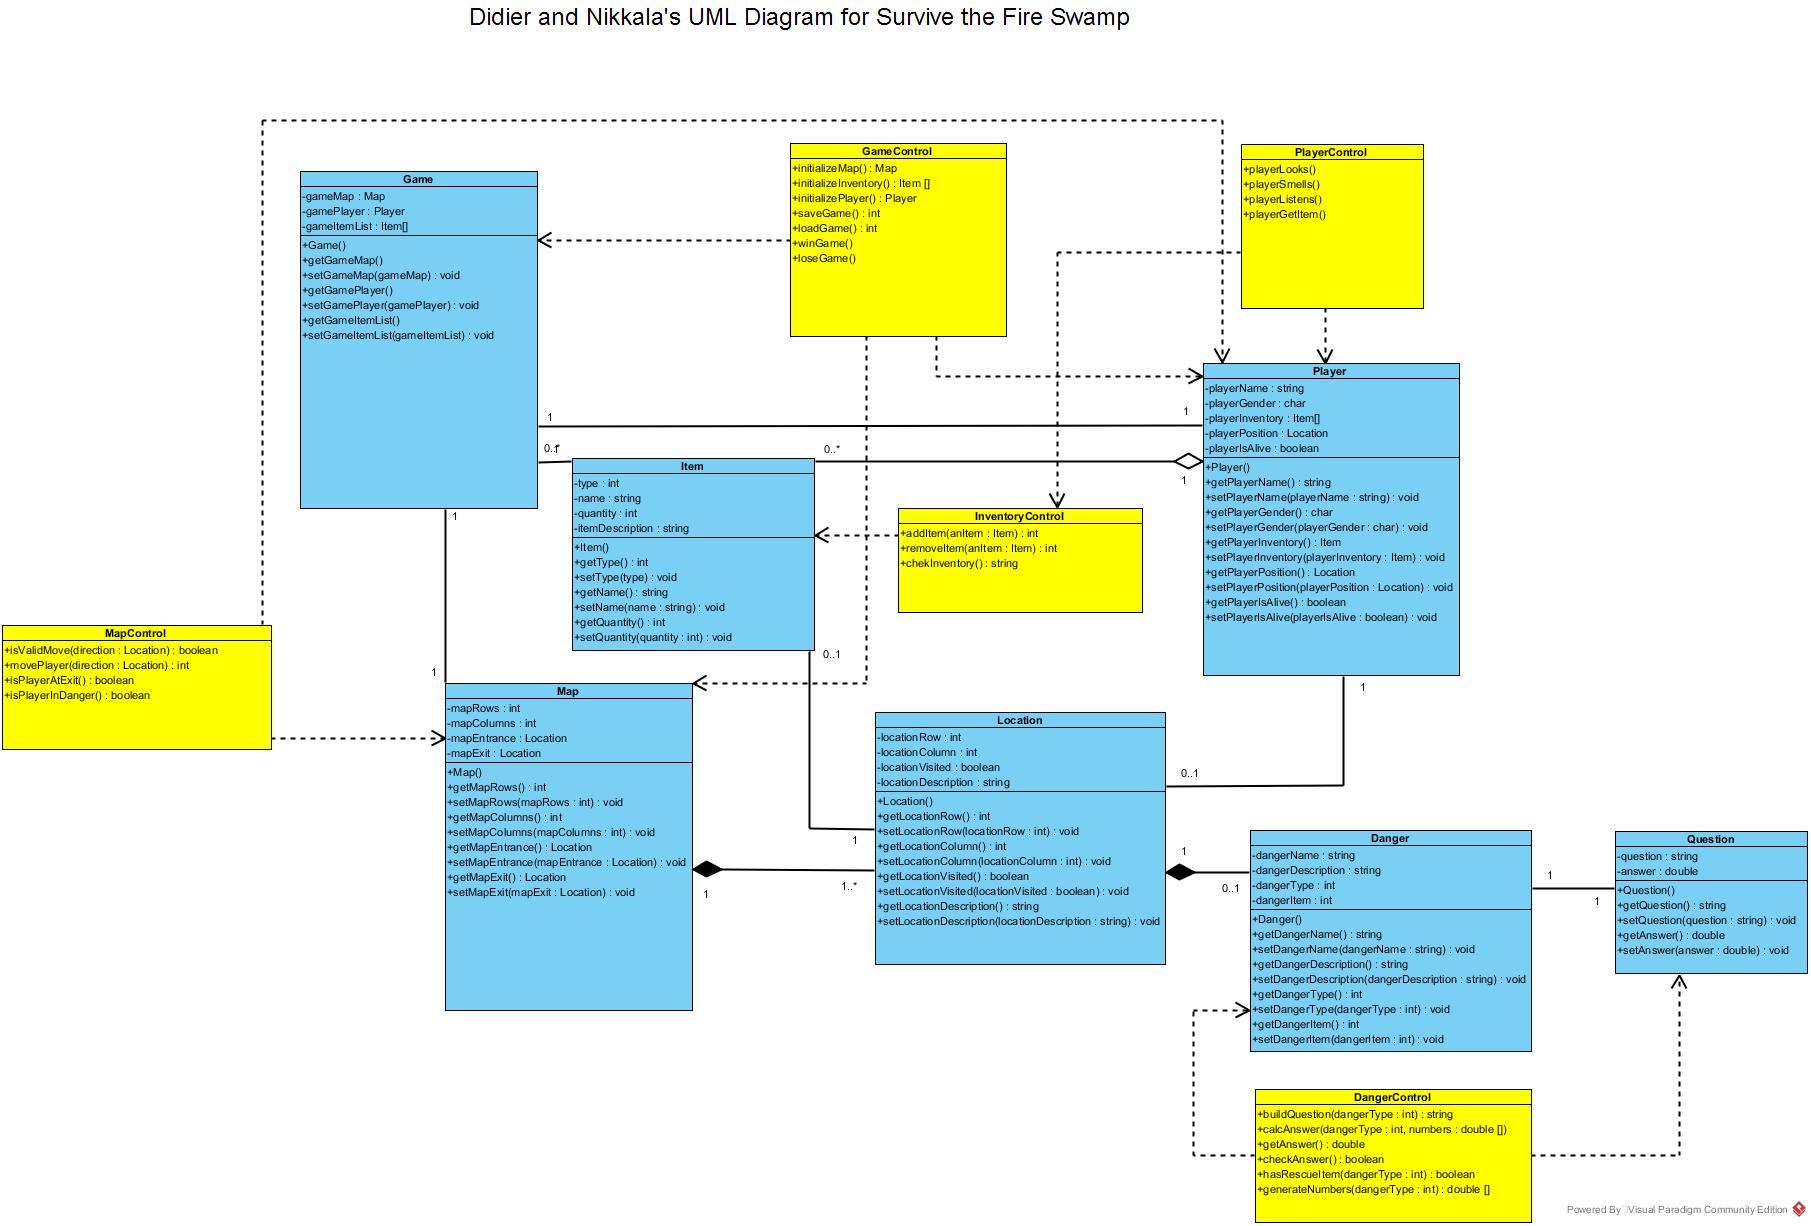 Didier and Nikkala's UML Diagram for Survive the Fire Swamp
GameControl
+initializeMap() : Map
+initializeInventory() : Item []
+initializePlayer() : Player
+saveGame() : int
+loadGame() : int
+winGame()
+loseGame()
PlayerControl
+playerLooks()
+playerSmells()
+playerListens()
+playerGetItem()
Game
-gameMap : Map
-gamePlayer : Player
-gameItemList : Item[]
+Game()
+getGameMap()
+setGameMap(gameMap) : void
+getGamePlayer()
+setGamePlayer(gamePlayer) : void
+getGameItemList()
+setGameItemList(gameItemList) : void
Player
-playerName : string
-playerGender : char
-playerInventory : Item[]
-playerPosition : Location
-playerIsAlive : boolean
+Player()
+getPlayerName() : string
+setPlayerName(playerName : string) : void
+getPlayerGender() : char
+setPlayerGender(playerGender : char) : void
+getPlayerInventory() : Item
+setPlayerInventory(playerInventory : Item) : void
+getPlayerPosition() : Location
+setPlayerPosition(playerPosition : Location) : void
+getPlayerIsAlive() : boolean
+setPlayerIsAlive(playerIsAlive : boolean) : void
1
1
0..*
1
Item
-type : int
-name : string
-quantity : int
-itemDescription : string
+Item()
+getType() : int
+setType(type) : void
+getName() : string
+setName(name : string) : void
+getQuantity() : int
+setQuantity(quantity : int) : void
InventoryControl
+addItem(anItem : Item) : int
+removeItem(anItem : Item) : int
+chekInventory() : string
1
1
0..1
1
MapControl
+isValidMove(direction : Location) : boolean
+movePlayer(direction : Location) : int
+isPlayerAtExit() : boolean
+isPlayerInDanger() : boolean
Map
-mapRows : int
-mapColumns : int
-mapEntrance : Location
-mapExit : Location
+Map()
+getMapRows() : int
+setMapRows(mapRows : int) : void
+getMapColumns() : int
+setMapColumns(mapColumns : int) : void
+getMapEntrance() : Location
+setMapEntrance(mapEntrance : Location) : void
+getMapExit() : Location
+setMapExit(mapExit : Location) : void
Location
-locationRow : int
-locationColumn : int
-locationVisited : boolean
-locationDescription : string
+Location()
+getLocationRow() : int
+setLocationRow(locationRow : int) : void
+getLocationColumn() : int
+setLocationColumn(locationColumn : int) : void
+getLocationVisited() : boolean
+setLocationVisited(locationVisited : boolean) : void
+getLocationDescription() : string
+setLocationDescription(locationDescription : string) : void
0..1
1
1
1..*
1
0..1
Danger
-dangerName : string
-dangerDescription : string
-dangerType : int
-dangerItem : int
+Danger()
+getDangerName() : string
+setDangerName(dangerName : string) : void
+getDangerDescription() : string
+setDangerDescription(dangerDescription : string) : void
+getDangerType() : int
+setDangerType(dangerType : int) : void
+getDangerItem() : int
+setDangerItem(dangerItem : int) : void
1
1
Question
-question : string
-answer : double
+Question()
+getQuestion() : string
+setQuestion(question : string) : void
+getAnswer() : double
+setAnswer(answer : double) : void
DangerControl
+buildQuestion(dangerType : int) : string
+calcAnswer(dangerType : int, numbers : double [])
+getAnswer() : double
+checkAnswer() : boolean
+hasRescueItem(dangerType : int) : boolean
+generateNumbers(dangerType : int) : double []
Powered By Visual Paradigm Community Edition